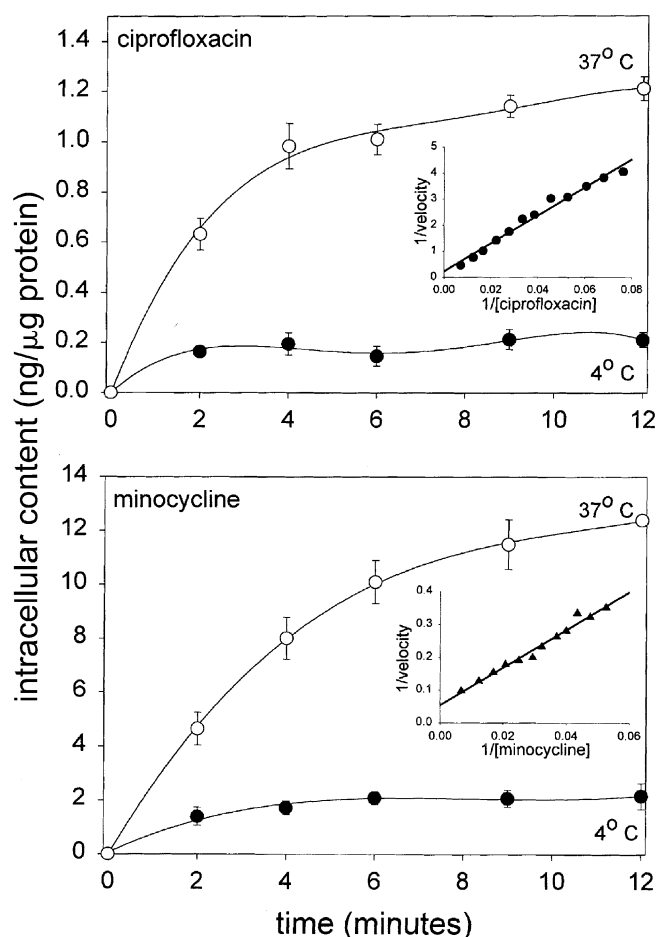 intracellular content (ng/μg protein)
ciprofloxacin
1.4
1.2
1.0
0.8
0.6
0.4
0.2
0.0
37° C
4° C
0 2 4 6 8 10 12
1/velocity
5
4
3
2
1
0
0.00 0.02 0.04 0.06 0.08
1/[ciprofloxacin]
minocycline
14
12
10
8
6
4
2
0
37° C
4° C
0 2 4 6 8 10 12
1/velocity
0.4
0.3
0.2
0.1
0.0
0.00 0.02 0.04 0.06
1/[minocycline]
time (minutes)